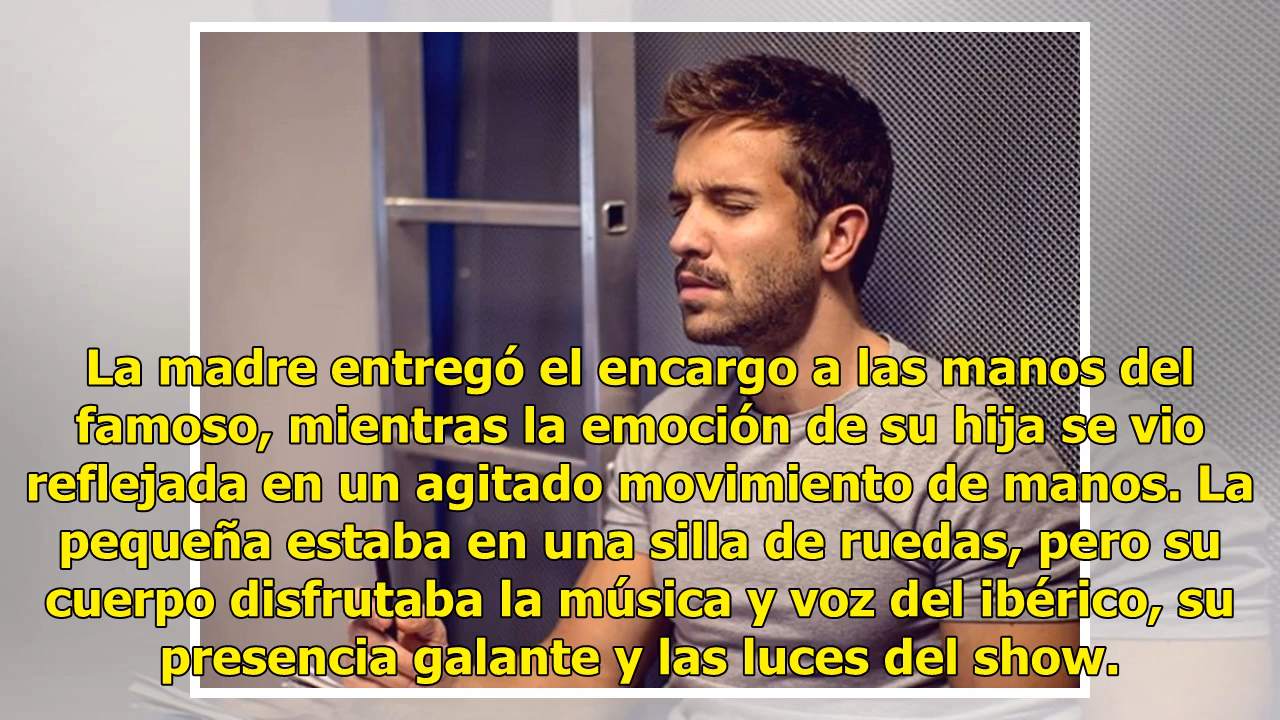 La madre entregó el encargo a las manos del
famoso, mientras la emoción de su hija se vio
reflejada en un agitado movimiento de manos. La
pequeña estaba en una silla de ruedas, pero su
cuerpo disfrutaba la música y voz del ibérico, su
presencia galante y las luces del show.